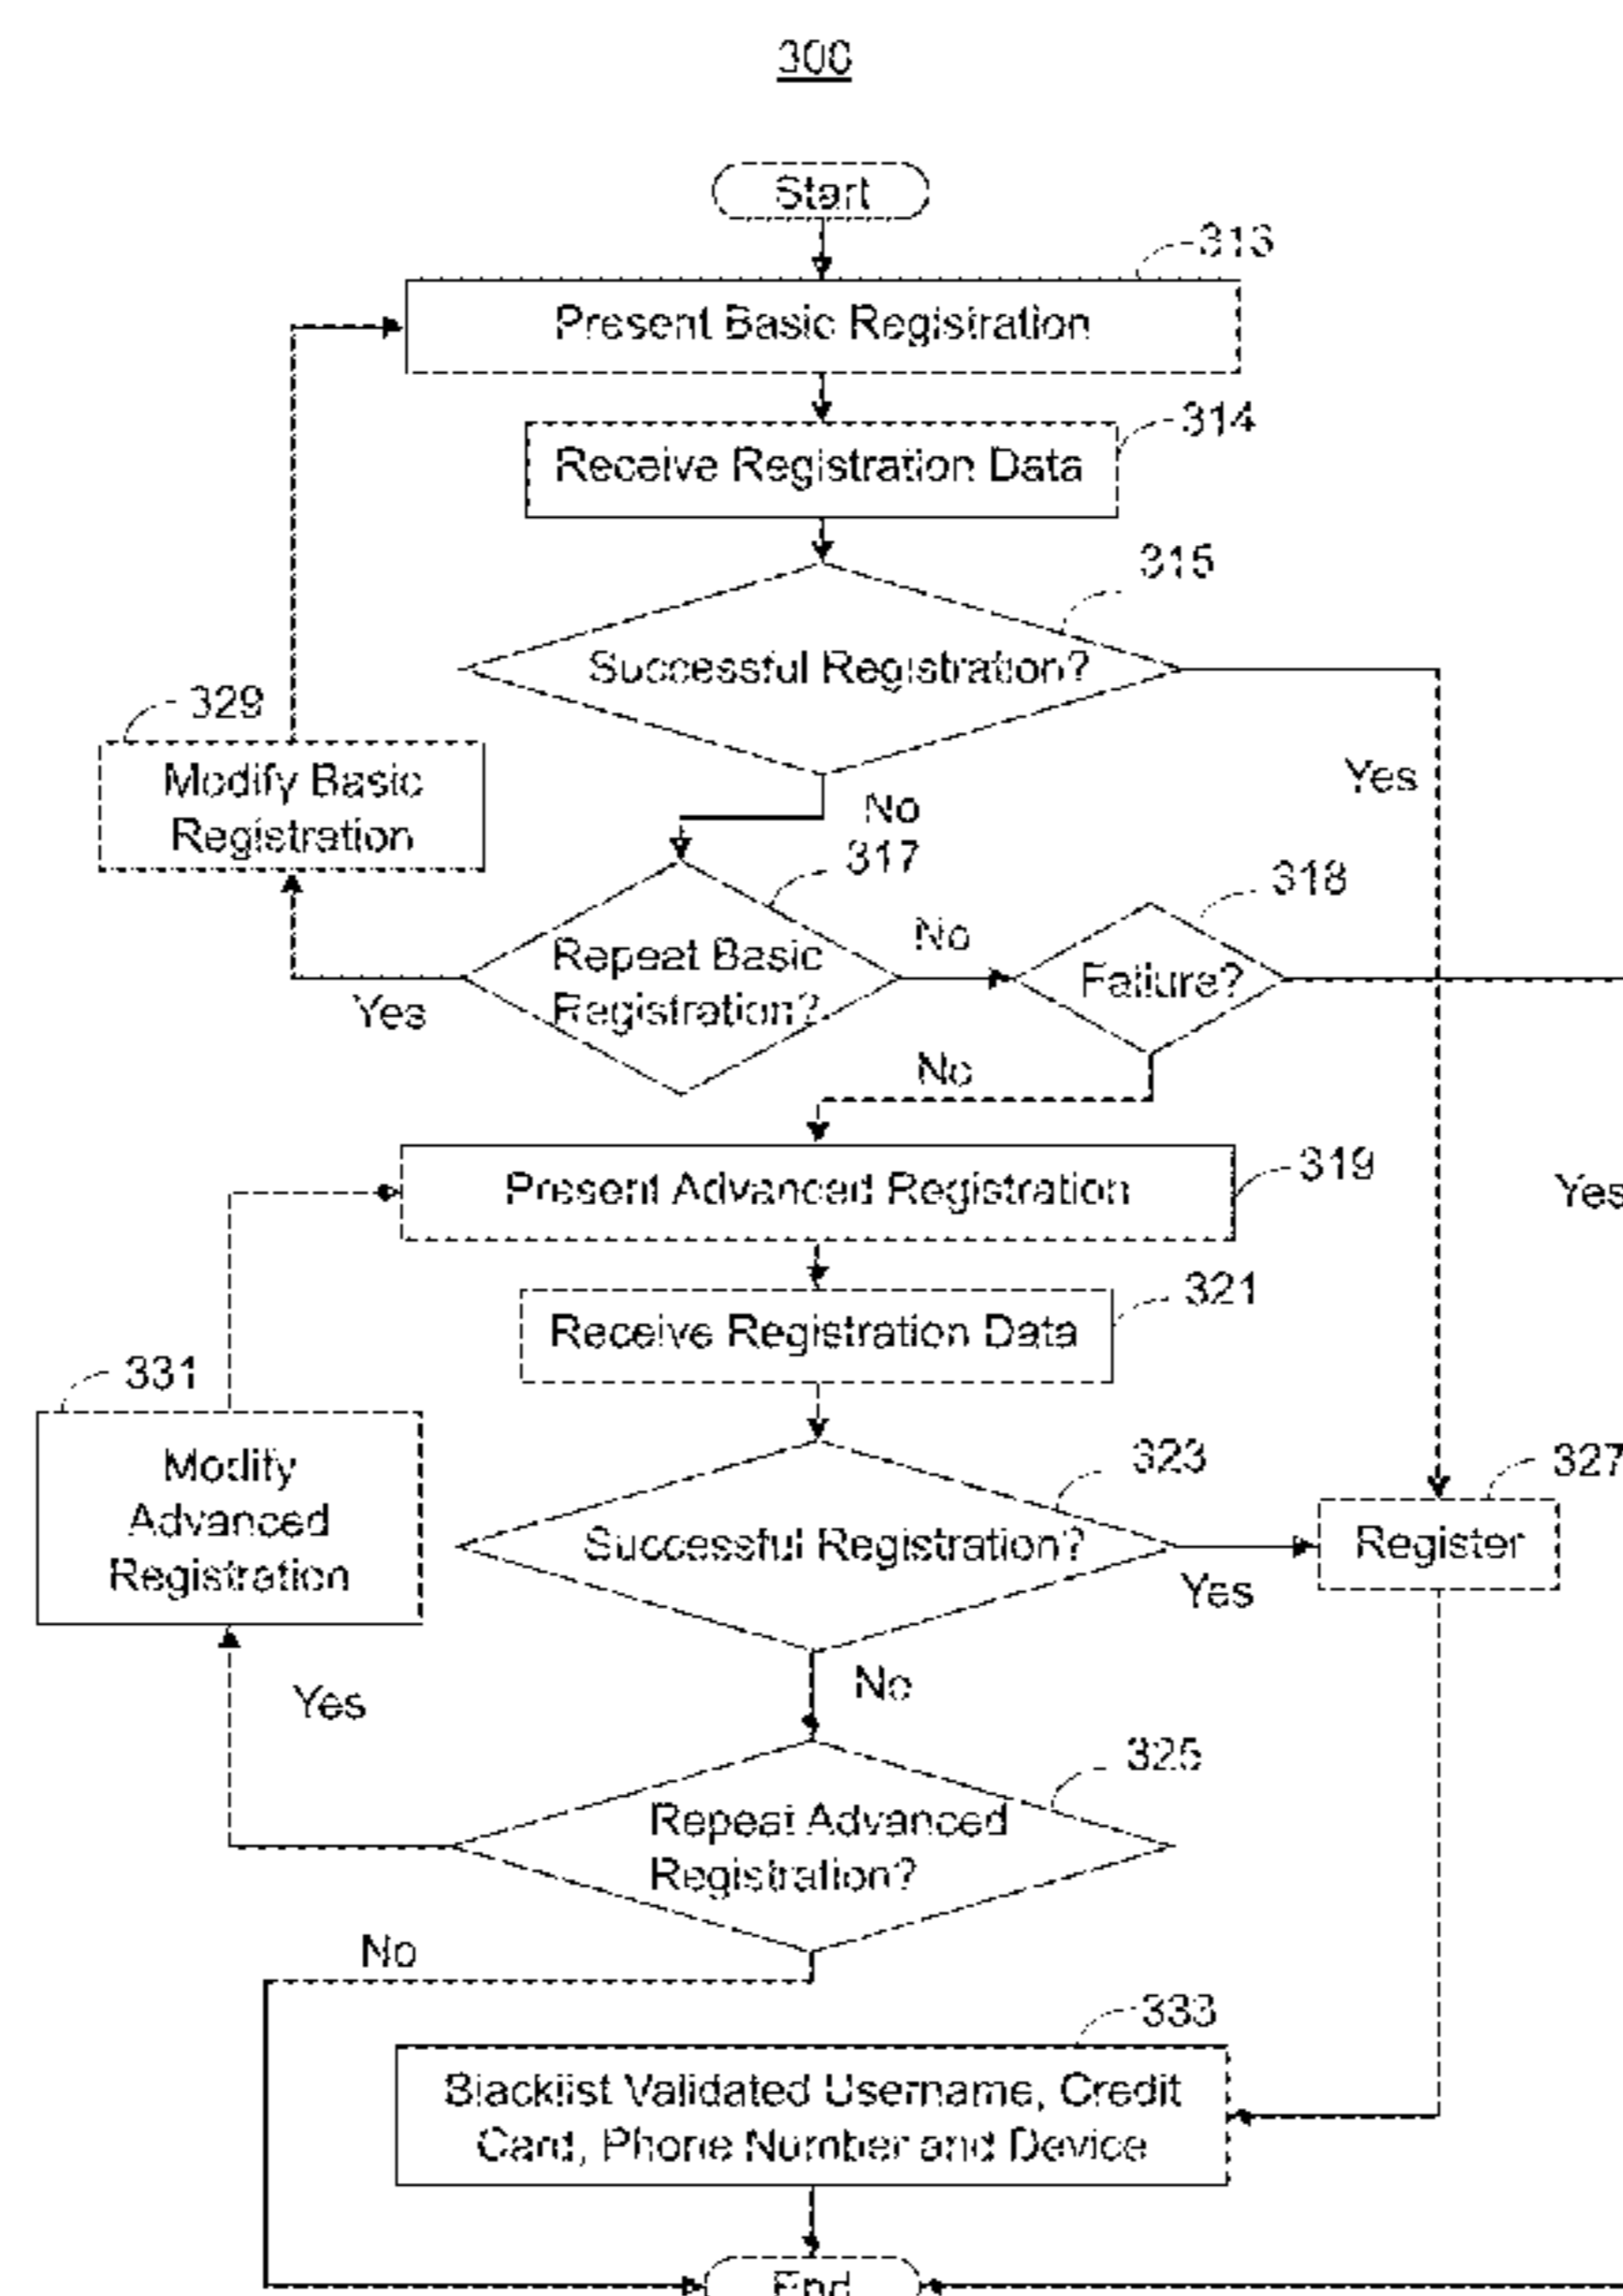 300
Start
313
Present Basic Registration
314
Receive Registration Data
315
Successful Registration?
329
Modify Basic
Registration
Yes
No
317
318
Repeat Basic
Registration?
No
Failure?
Yes
No
Present Advanced Registration
319
Yes
321
Receive Registration Data
331
Modify
Advanced
Registration
323
327
Successful Registration?
Register
Yes
No
Yes
325
Repeat Advanced
Registration?
No
333
Blacklist Validated Username, Credit
Card, Phone Number and Device
End